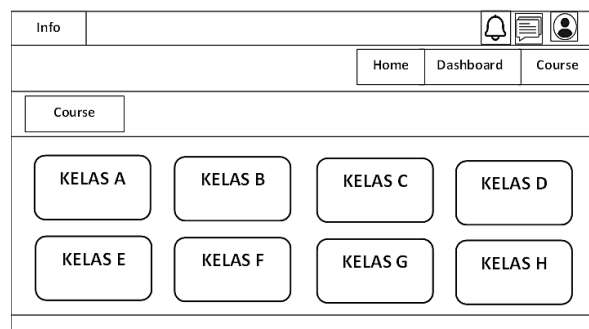 Info
Home Dashboard Course
Course
KELAS A KELAS B KELAS C KELAS D
KELAS E KELAS F KELAS G KELAS H